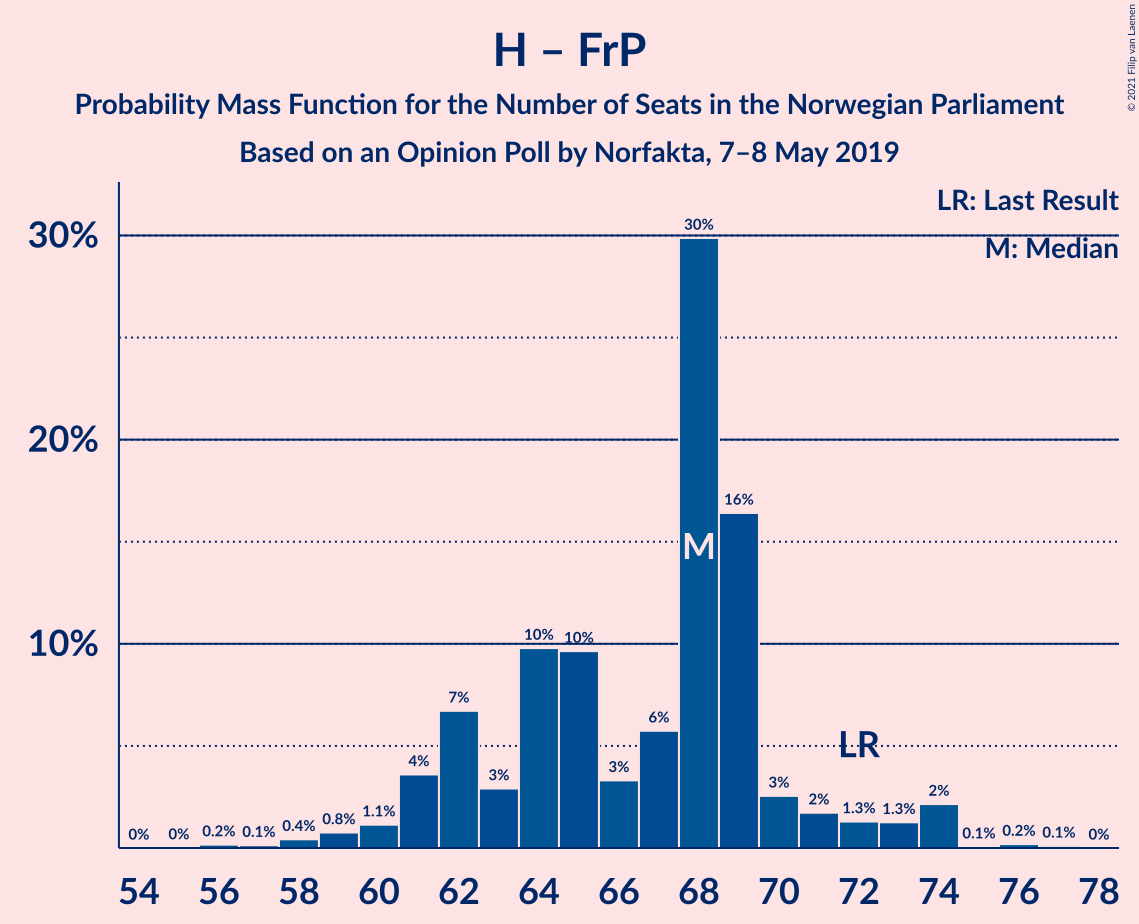 © 2021 Filip van Laenen
H – FrP
Probability Mass Function for the Number of Seats in the Norwegian Parliament
Based on an Opinion Poll by Norfakta, 7–8 May 2019
LR: Last Result
M: Median
30%
20%
10%
0% 0% 0.2% 0.1% 0.4% 0.8% 1.1% 4% 7% 3% 10% 10% 3% 6% 30% 16% 3% 2% 1.3% 1.3% 2% 0.1% 0.2% 0.1% 0%
M
LR
54 56 58 60 62 64 66 68 70 72 74 76 78